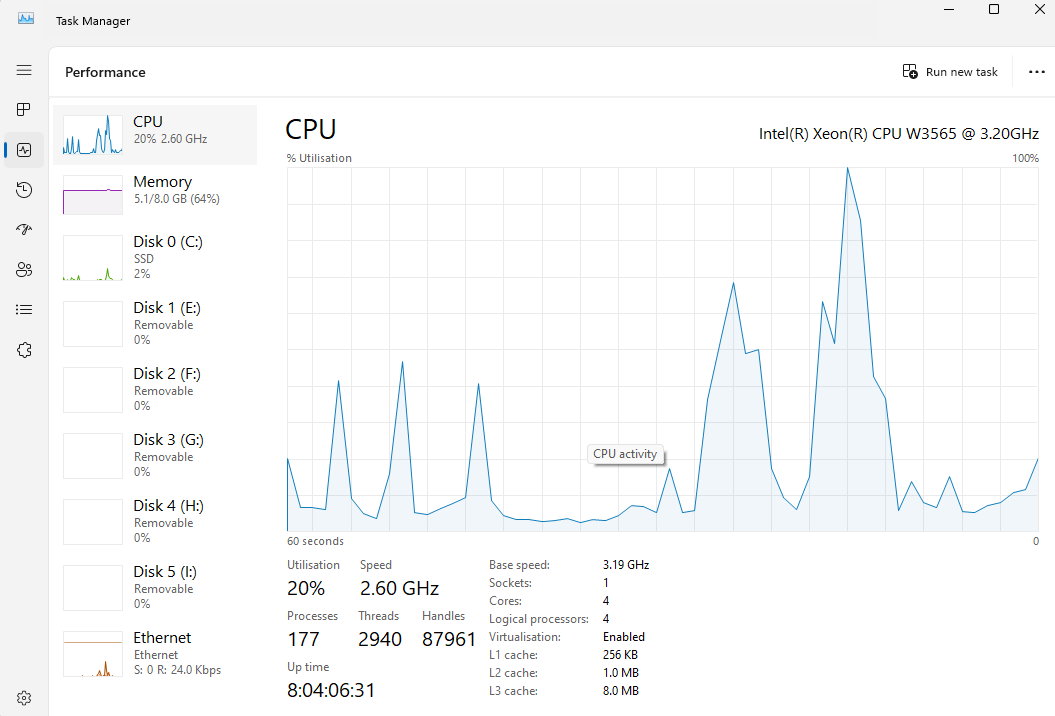 Task Manager
Performance
Run new task
CPU
20% 2.60 GHz
Memory
5.1/8.0 GB (64%)
Disk 0 (C:)
SSD
2%
Disk 1 (E:)
Removable
0%
Disk 2 (F:)
Removable
0%
Disk 3 (G:)
Removable
0%
Disk 4 (H:)
Removable
0%
Disk 5 (I:)
Removable
0%
Ethernet
Ethernet
S: 0 R: 24.0 Kbps
CPU
Intel(R) Xeon(R) CPU W3565 @ 3.20GHz
% Utilisation
100%
CPU activity
60 seconds
0
Utilisation
Speed
20%
2.60 GHz
Processes
Threads
Handles
177
2940
87961
Up time
8:04:06:31
Base speed: 3.19 GHz
Sockets: 1
Cores: 4
Logical processors: 4
Virtualisation: Enabled
L1 cache: 256 KB
L2 cache: 1.0 MB
L3 cache: 8.0 MB